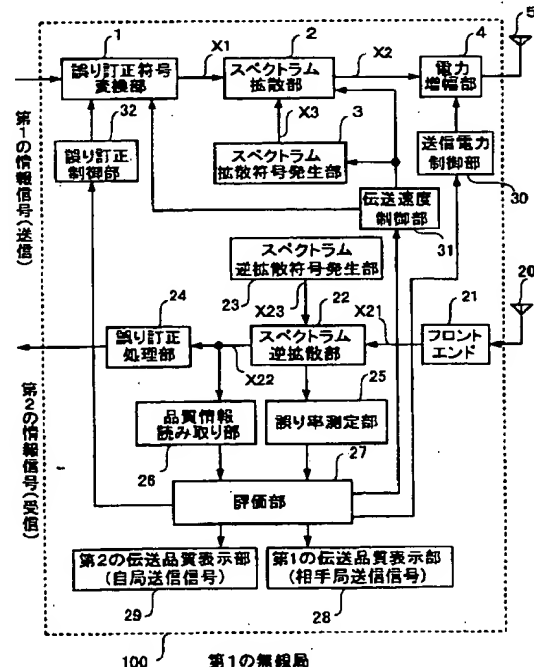 1
2
4
5
X1
X2
誤り訂正符号
変換部
スペクトラム
拡散部
電力
増幅部
32
X3
3
誤り訂正
制御部
スペクトラム
拡散符号発生部
送信電力
制御部
30
伝送速度
制御部
31
第1の情報信号(送信)
スペクトラム
逆拡散符号発生部
23
X23
20
24
22
X21
21
誤り訂正
処理部
スペクトラム
逆拡散部
フロント
エンド
X22
25
第2の情報信号(受信)
品質情報
読み取り部
誤り率測定部
26
27
評価部
第2の伝送品質表示部
(自局送信信号)
第1の伝送品質表示部
(相手局送信信号)
29
28
100
第1の無線局